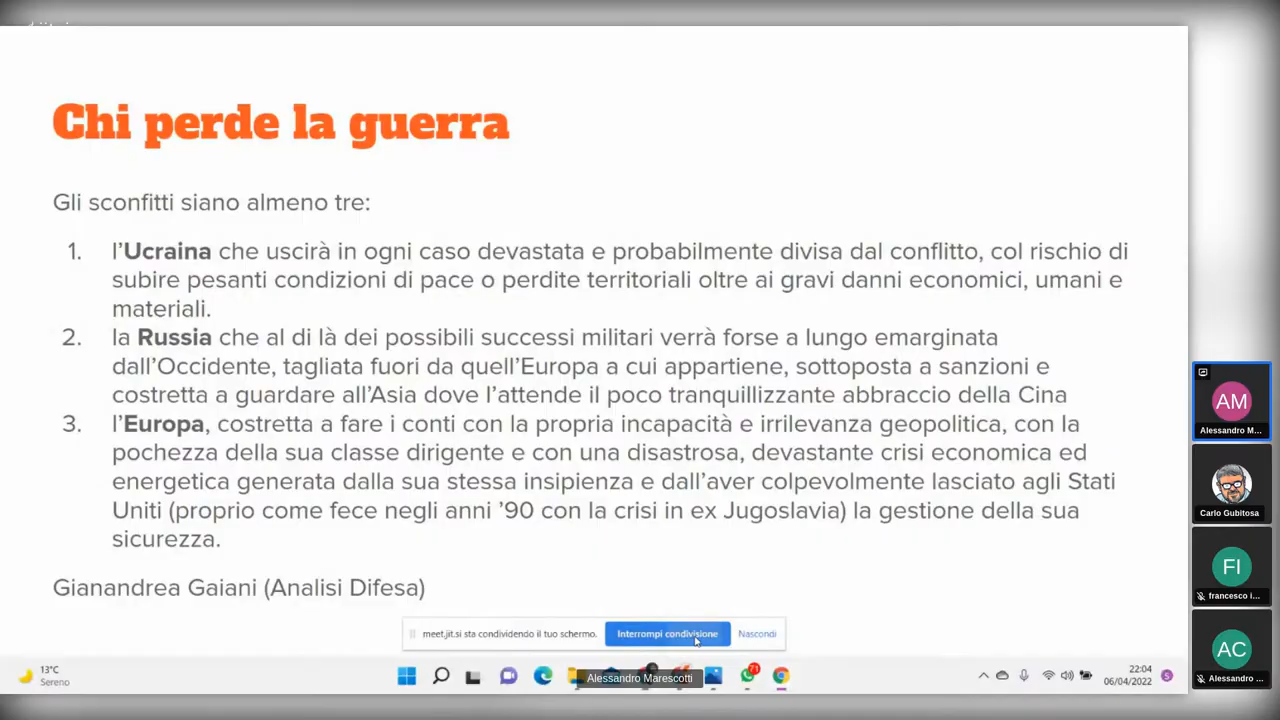 Chi perde la guerra
Gli sconfitti siano almeno tre:
1. l'Ucraina che uscirà in ogni caso devastata e probabilmente divisa dal conflitto, col rischio di
subire pesanti condizioni di pace o perdite territoriali oltre ai gravi danni economici, umani e
materiali.
2. la Russia che al di là dei possibili successi militari verrà forse a lungo emarginata
dall'Occidente, tagliata fuori da quell'Europa a cui appartiene, sottoposta a sanzioni e
costretta a guardare all'Asia dove l'attende il poco tranquillizzante abbraccio della Cina
3. l'Europa, costretta a fare i conti con la propria incapacità e irrilevanza geopolitica, con la
pochezza della sua classe dirigente e con una disastrosa, devastante crisi economica ed
energetica generata dalla sua stessa insipienza e dall'aver colpevolmente lasciato agli Stati
Uniti (proprio come fece negli anni '90 con la crisi in ex Jugoslavia) la gestione della sua
sicurezza.
Gianandrea Gaiani (Analisi Difesa)
meet.jit.si sta condividendo il tuo schermo. Interrompi condivisione Nascondi
AM
Alessandro M...
Carlo Gubitosa
FI
francesco i...
AC
Alessandro ...
13°C
Sereno
Alessandro Marescotti
71
22:04
06/04/2022
S